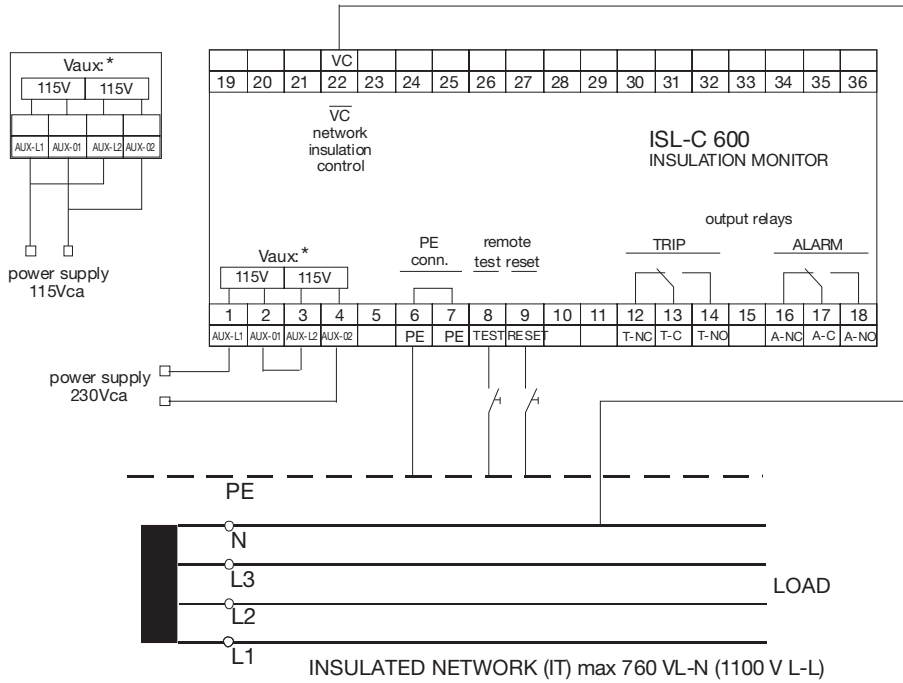 Vaux: *
115V 115V
AUX-L1 AUX-01 AUX-L2 AUX-02
power supply
115Vca
VC
19 20 21 22 23 24 25 26 27 28 29 30 31 32 33 34 35 36
VC
network
insulation
control
ISL-C 600
INSULATION MONITOR
output relays
TRIP ALARM
PE
conn.
remote
test reset
Vaux: *
115V 115V
1 2 3 4 5 6 7 8 9 10 11 12 13 14 15 16 17 18
AUX-L1 AUX-01 AUX-L2 AUX-02 PE PE TEST RESET T-NC T-C T-NO A-NC A-C A-NO
power supply
230Vca
PE
N
L3
L2
L1
LOAD
INSULATED NETWORK (IT) max 760 VL-N (1100 V L-L)